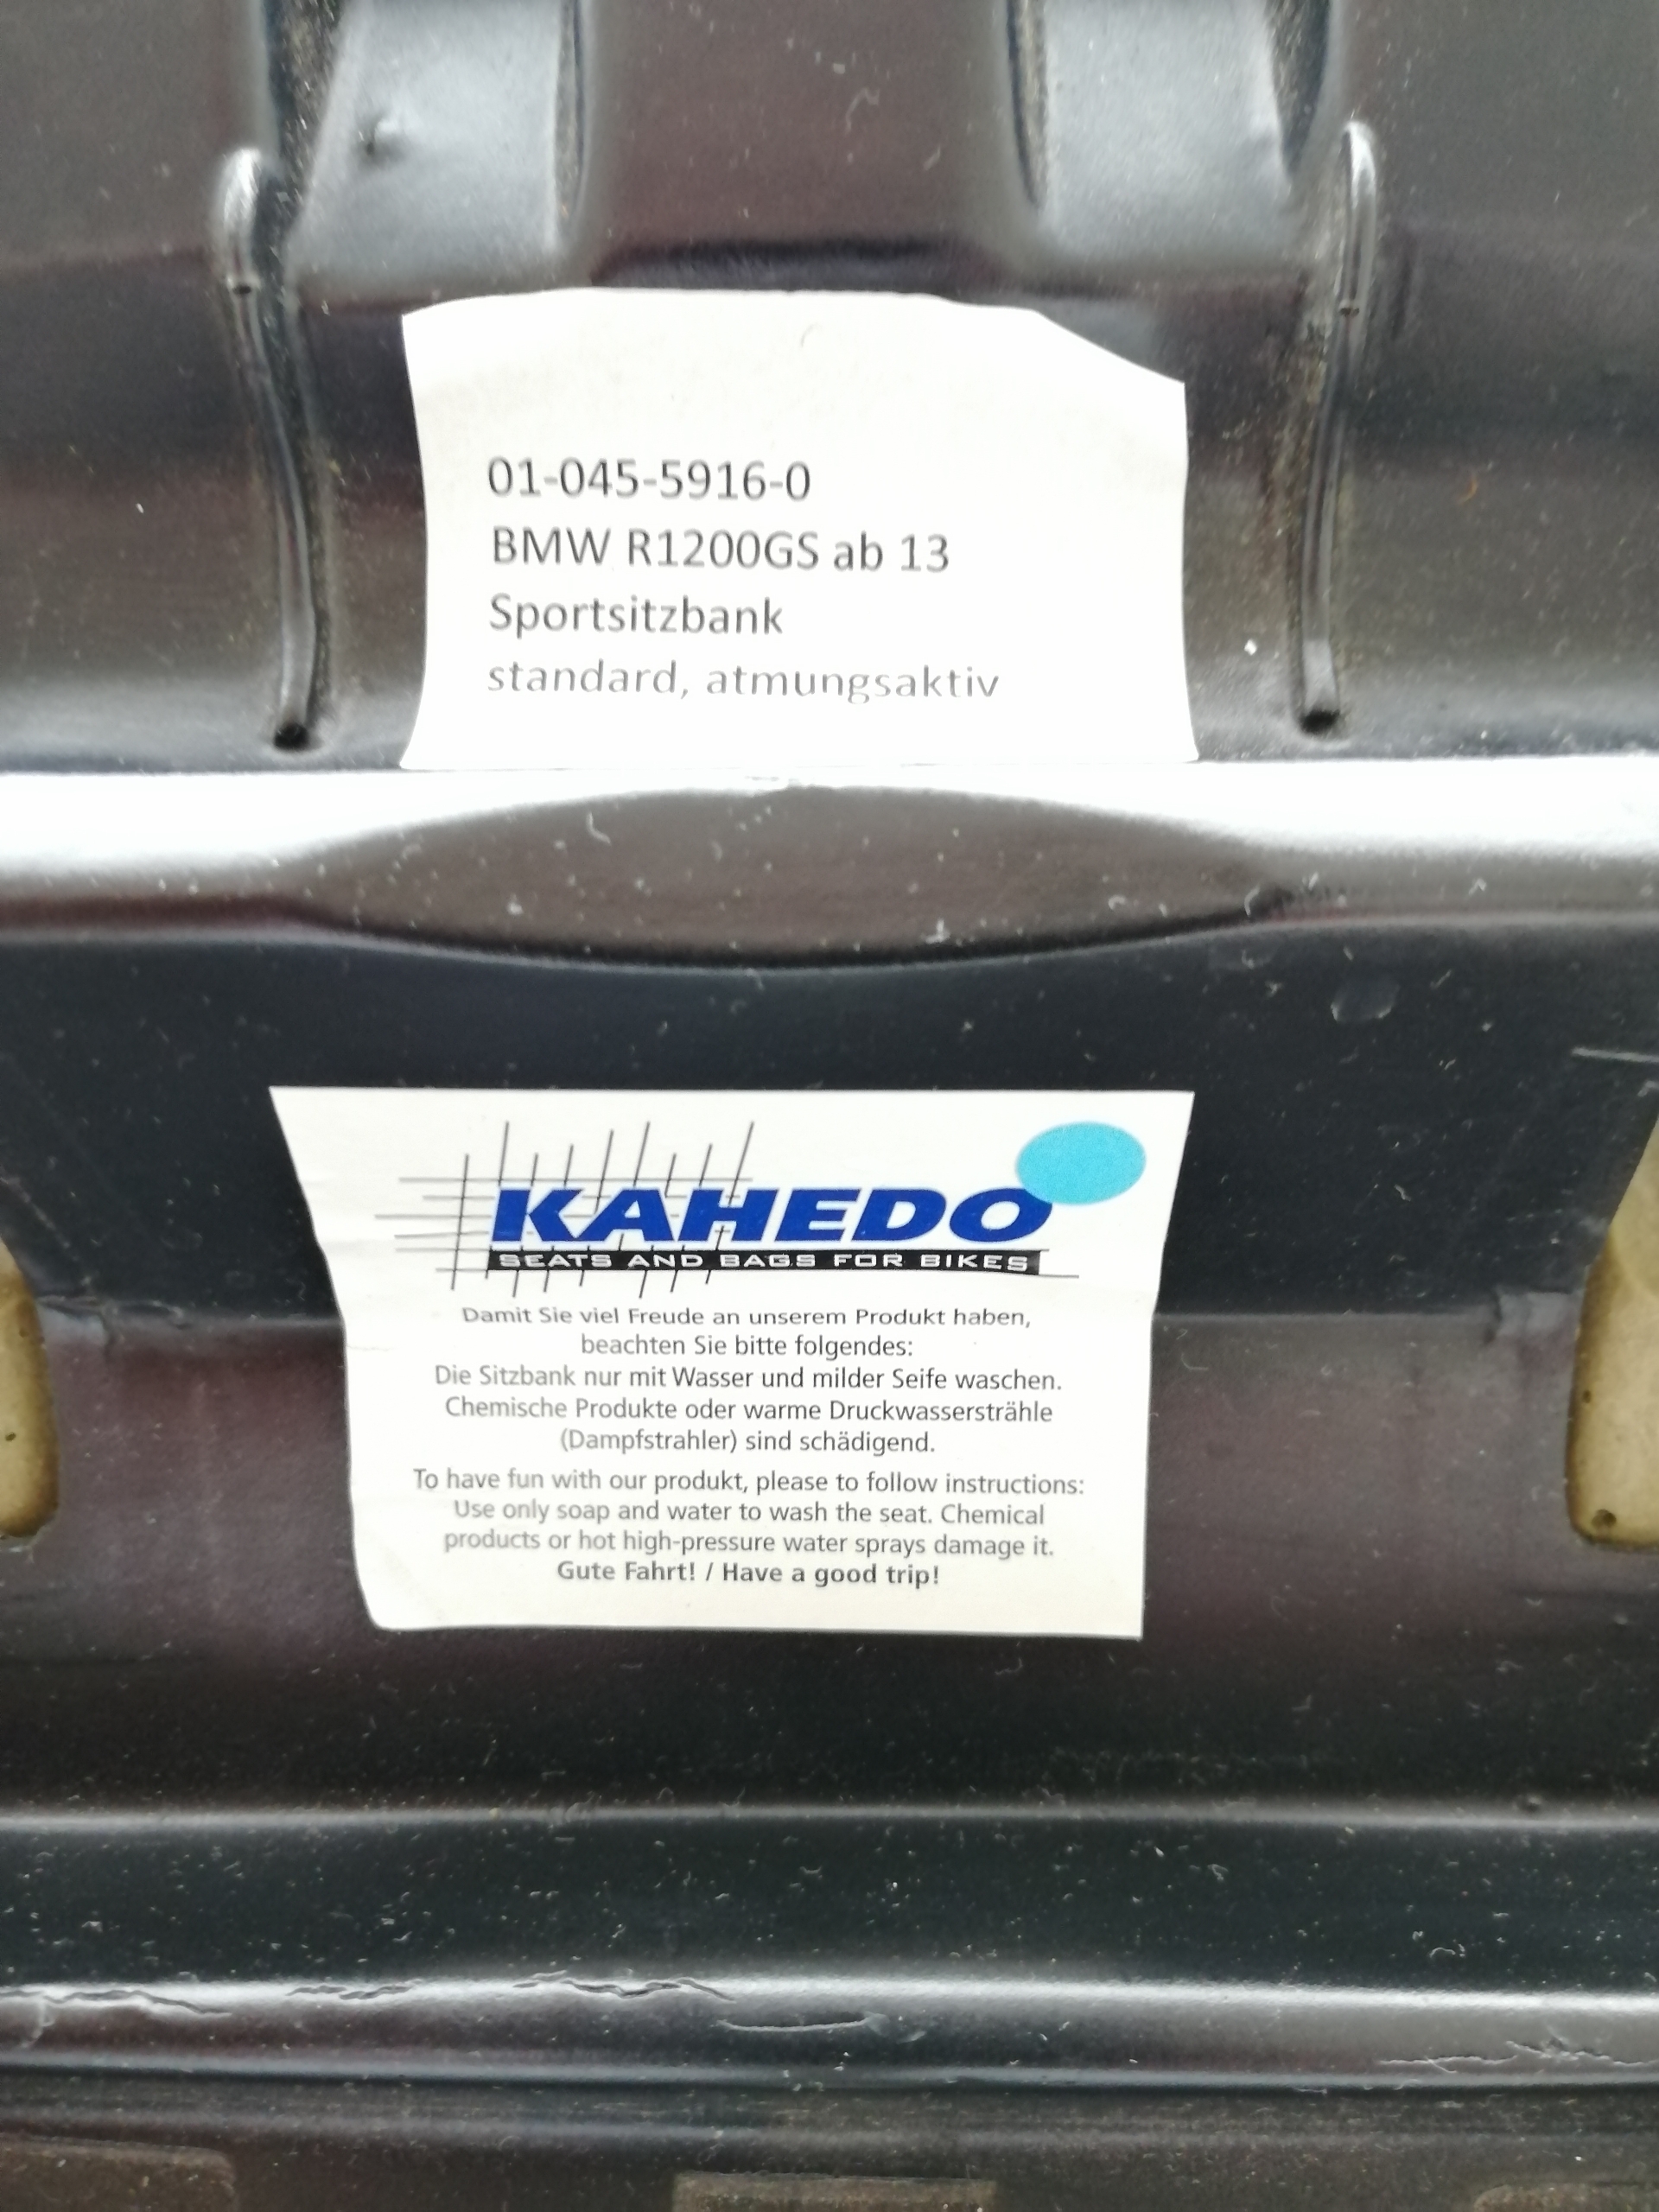 01-045-5916-0
BMW R1200GS ab 13
Sportsitzbank
standard, atmungsaktiv
KAHEDO
SEATS AND BAGS FOR BIKES
Damit Sie viel Freude an unserem Produkt haben,
beachten Sie bitte folgendes:
Die Sitzbank nur mit Wasser und milder Seife waschen.
Chemische Produkte oder warme Druckwassersträhle
(Dampfstrahler) sind schädigend.
To have fun with our produkt, please to follow instructions:
Use only soap and water to wash the seat. Chemical
products or hot high-pressure water sprays damage it.
Gute Fahrt! / Have a good trip!